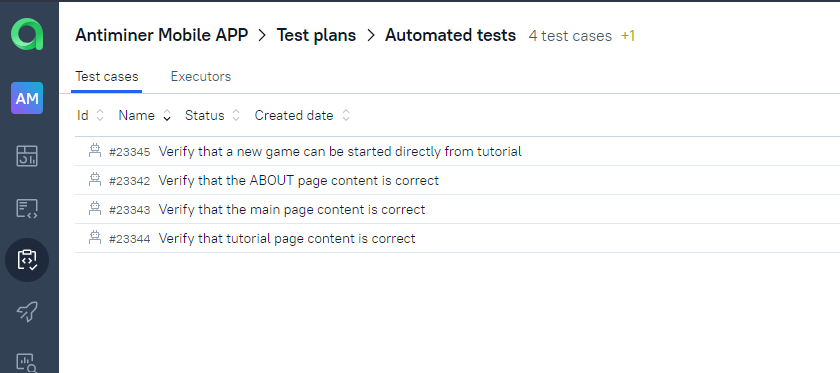 Antiminer Mobile APP > Test plans > Automated tests 4 test cases +1
AM
Test cases Executors
Id Name Status Created date
#23345 Verify that a new game can be started directly from tutorial
#23342 Verify that the ABOUT page content is correct
#23343 Verify that the main page content is correct
#23344 Verify that tutorial page content is correct